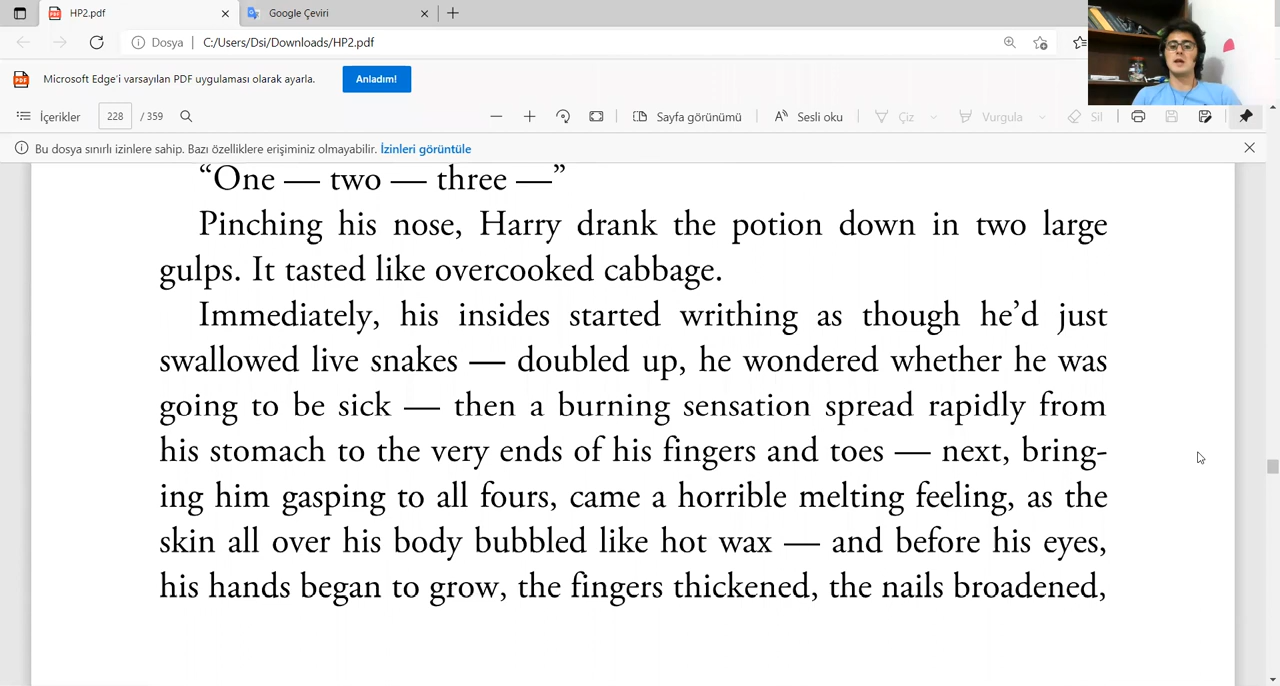 HP2.pdf
Google Çeviri
Dosya
C:/Users/Dsi/Downloads/HP2.pdf
Microsoft Edge'i varsayılan PDF uygulaması olarak ayarla.
Anladım!
İçerikler
228
/ 359
Sayfa görünümü
Sesli oku
Çiz
Vurgula
Sil
Bu dosya sınırlı izinlere sahip. Bazı özelliklere erişiminiz olmayabilir. İzinleri görüntüle
“One — two — three —”
Pinching his nose, Harry drank the potion down in two large
gulps. It tasted like overcooked cabbage.
Immediately, his insides started writhing as though he’d just
swallowed live snakes — doubled up, he wondered whether he was
going to be sick — then a burning sensation spread rapidly from
his stomach to the very ends of his fingers and toes — next, bring-
ing him gasping to all fours, came a horrible melting feeling, as the
skin all over his body bubbled like hot wax — and before his eyes,
his hands began to grow, the fingers thickened, the nails broadened,